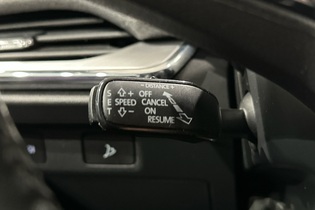 - DISTANCE +
S + OFF
E SPEED CANCEL
T - ON
RESUME